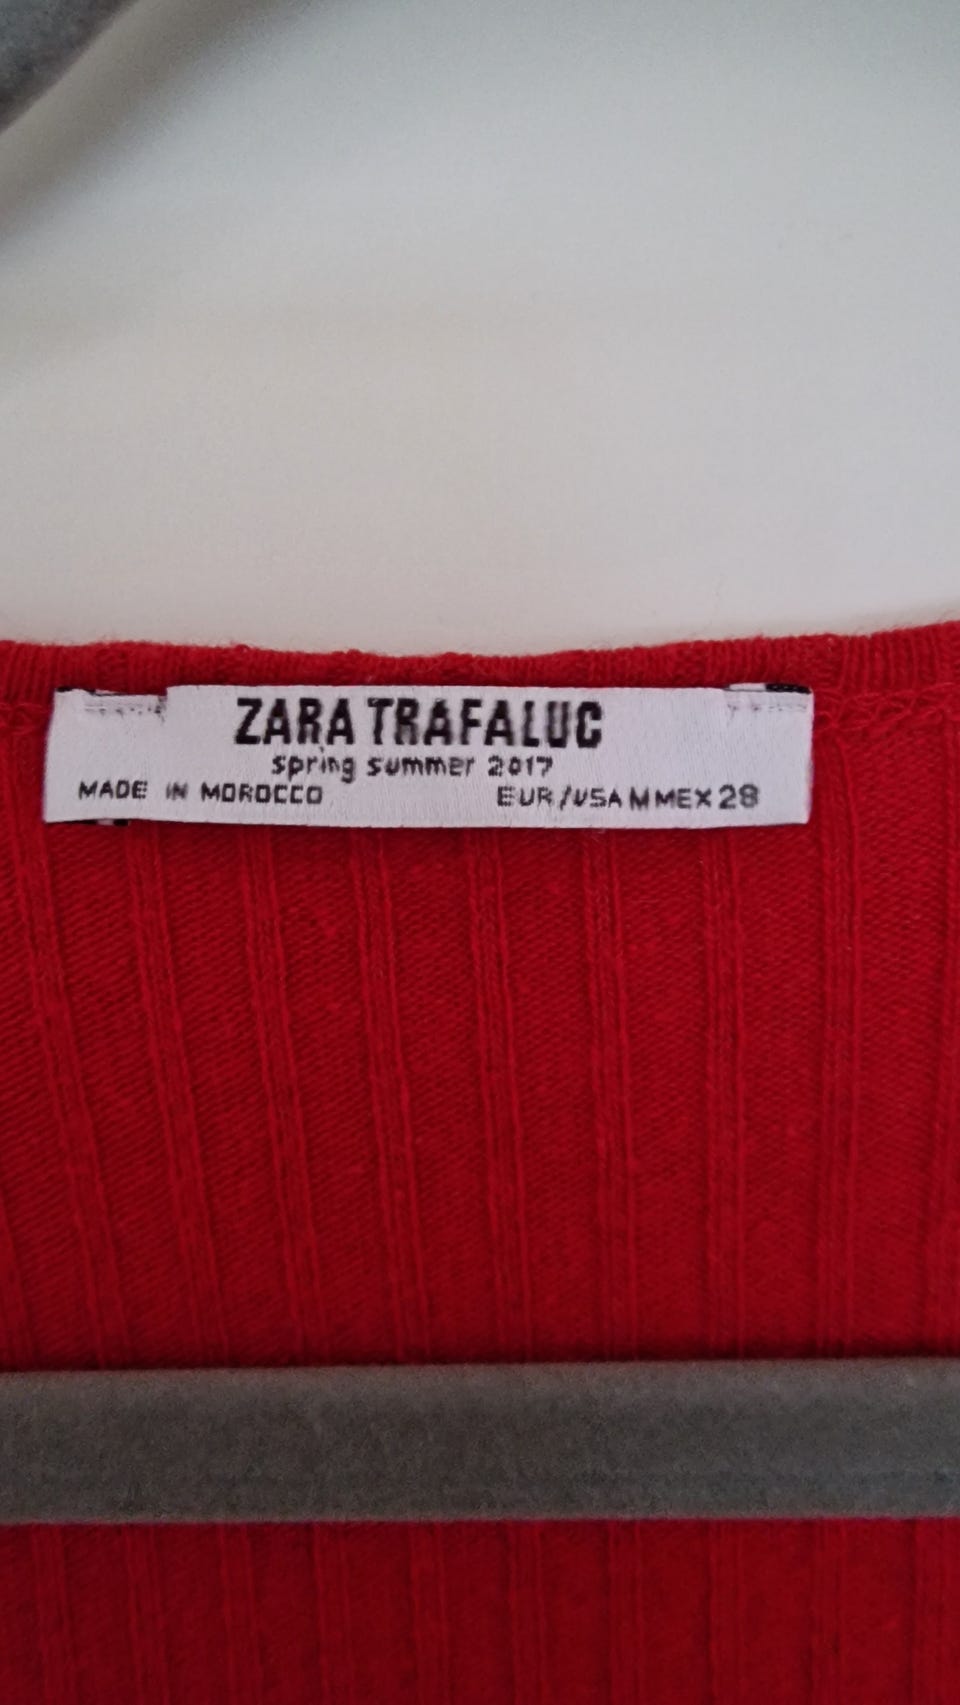 ZARA TRAFALUC
spring summer 2017
MADE IN MOROCCO EUR/USA M MEX 28